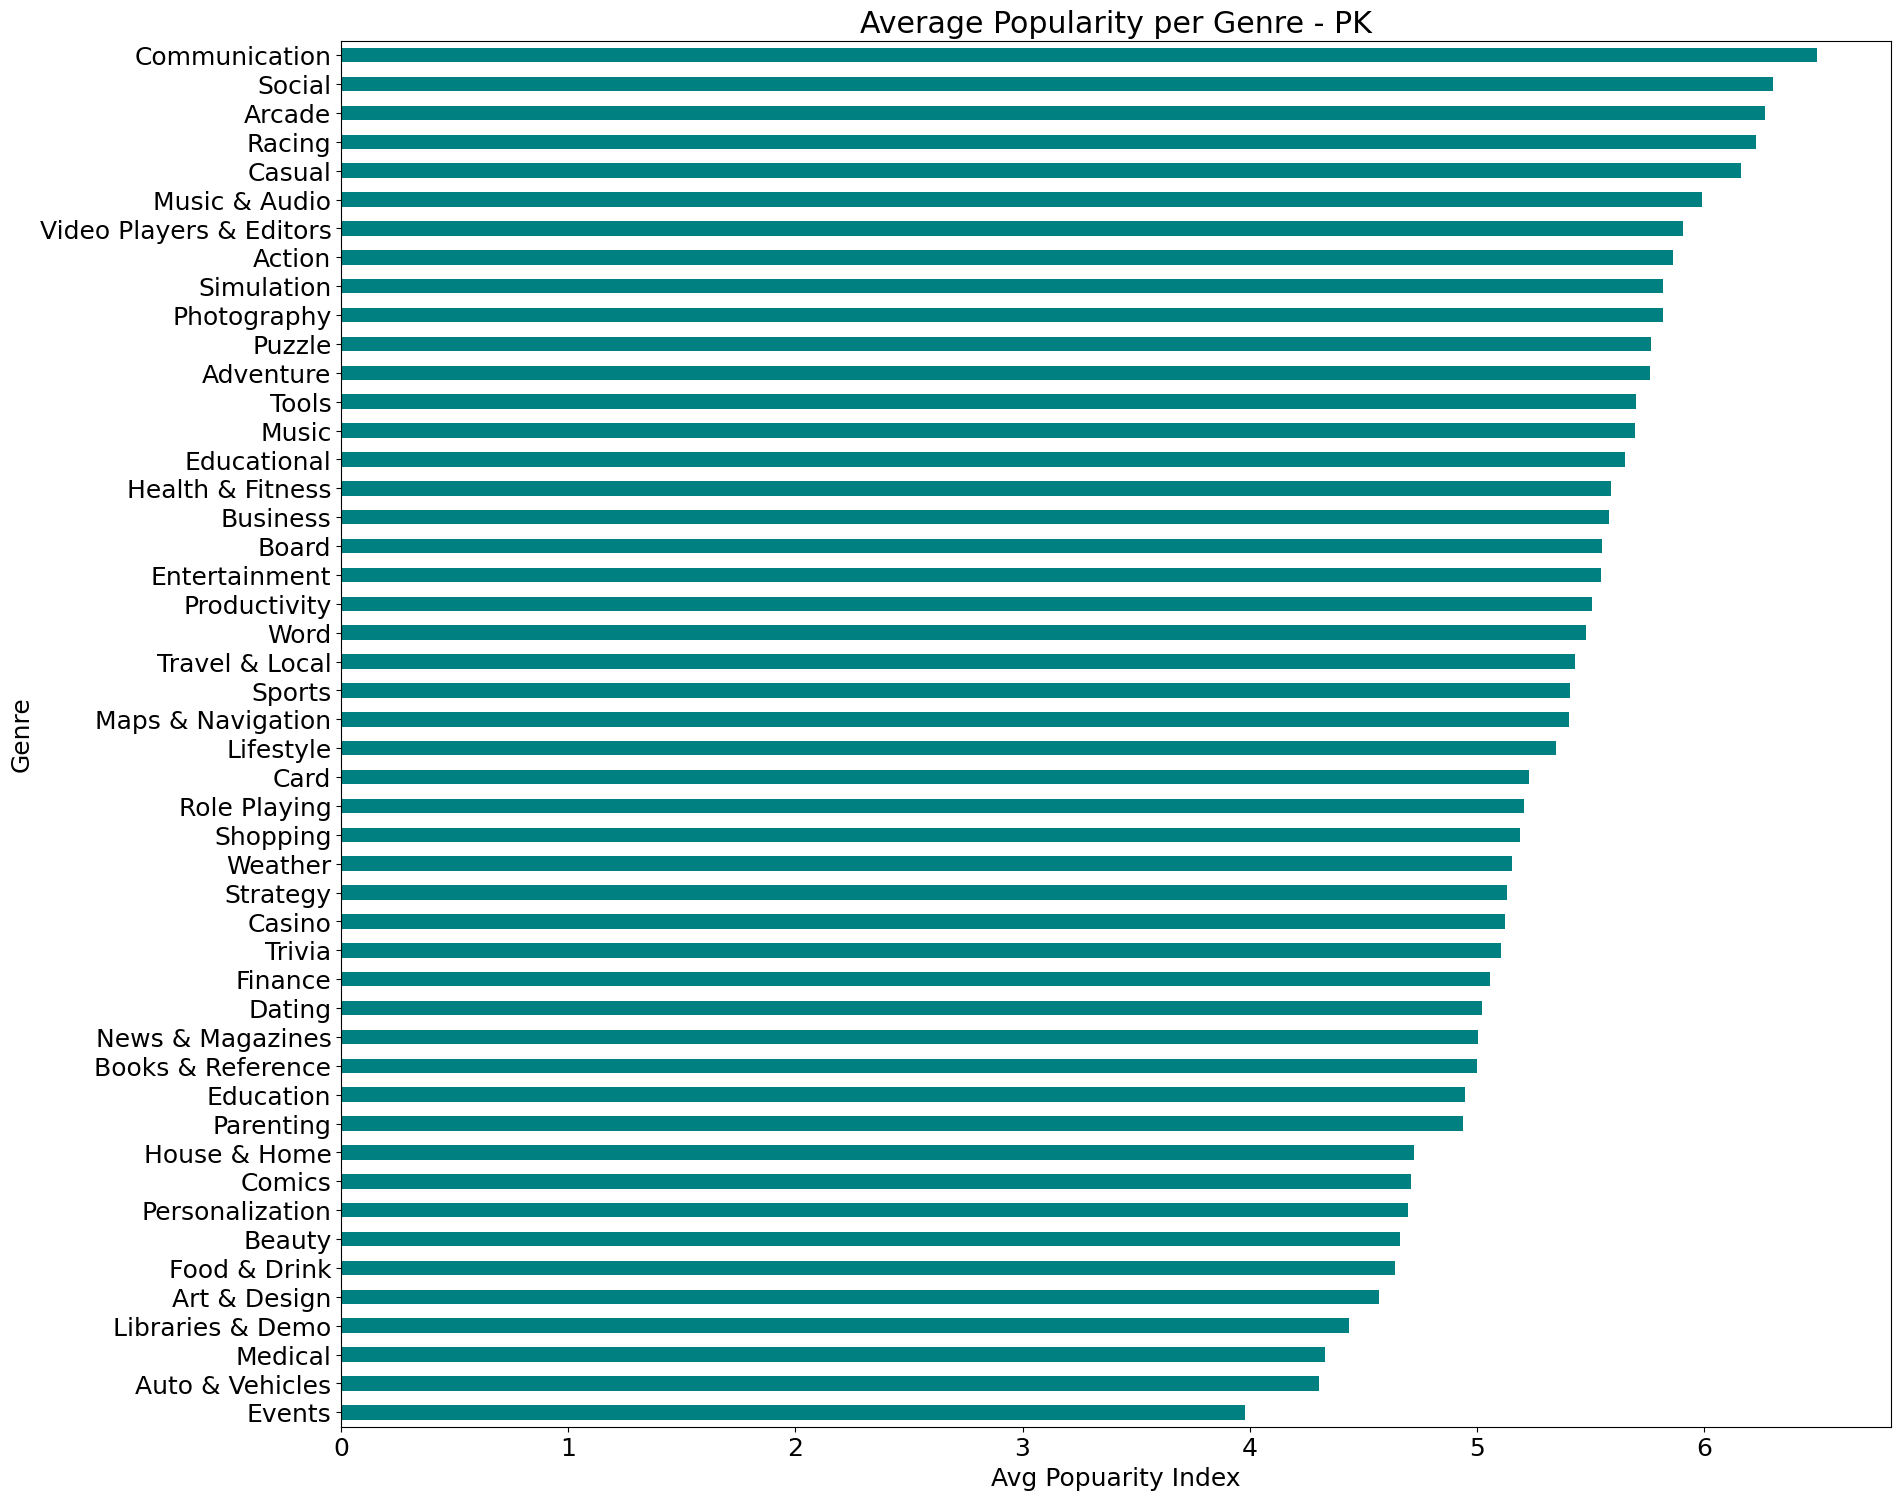 Average Popularity per Genre - PK
Communication
Social
Arcade
Racing
Casual
Music & Audio
Video Players & Editors
Action
Simulation
Photography
Puzzle
Adventure
Tools
Music
Educational
Health & Fitness
Business
Board
Entertainment
Productivity
Word
Travel & Local
Sports
Maps & Navigation
Lifestyle
Card
Role Playing
Shopping
Weather
Strategy
Casino
Trivia
Finance
Dating
News & Magazines
Books & Reference
Education
Parenting
House & Home
Comics
Personalization
Beauty
Food & Drink
Art & Design
Libraries & Demo
Medical
Auto & Vehicles
Events
Genre
0 1 2 3 4 5 6
Avg Popuarity Index